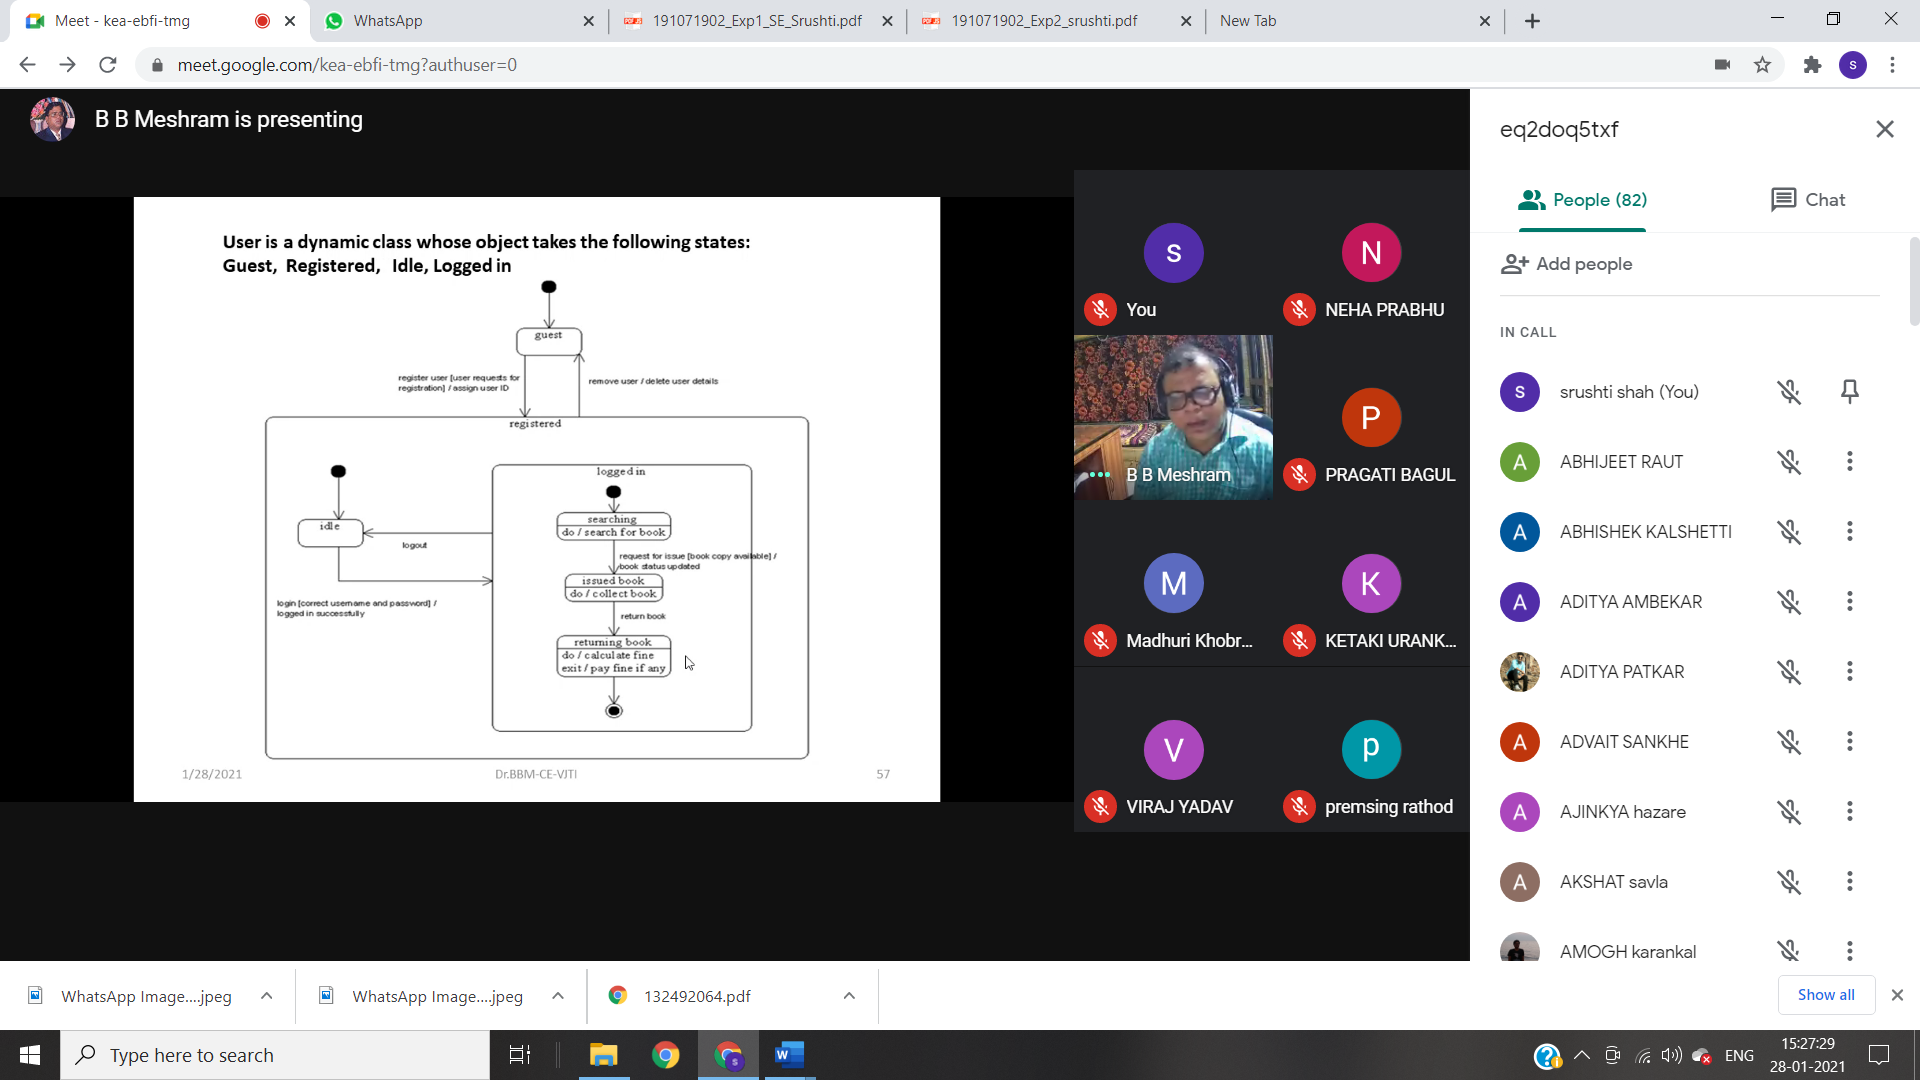 Meet - kea-ebfi-tmg
WhatsApp
191071902_Exp1_SE_Srushti.pdf
191071902_Exp2_srushti.pdf
New Tab
meet.google.com/kea-ebfi-tmg?authuser=0
S
B B Meshram is presenting
User is a dynamic class whose object takes the following states:
Guest, Registered, Idle, Logged in
guest
register user [user requests for
registration] / assign user ID
remove user / delete user details
registered
logged in
idle
logout
login [correct username and password] /
logged in successfully
searching
do / search for book
request for issue [book copy available] /
book status updated
issued book
do / collect book
return book
returning book
do / calculate fine
exit / pay fine if any
1/28/2021
Dr.BBM-CE-VJTI
57
S
You
N
NEHA PRABHU
B B Meshram
P
PRAGATI BAGUL
M
Madhuri Khobr...
K
KETAKI URANK...
V
VIRAJ YADAV
p
premsing rathod
eq2doq5txf
People (82)
Chat
Add people
IN CALL
S
srushti shah (You)
A
ABHIJEET RAUT
A
ABHISHEK KALSHETTI
A
ADITYA AMBEKAR
ADITYA PATKAR
A
ADVAIT SANKHE
A
AJINKYA hazare
A
AKSHAT savla
AMOGH karankal
WhatsApp Image....jpeg
WhatsApp Image....jpeg
132492064.pdf
Show all
Type here to search
ENG
15:27:29
28-01-2021